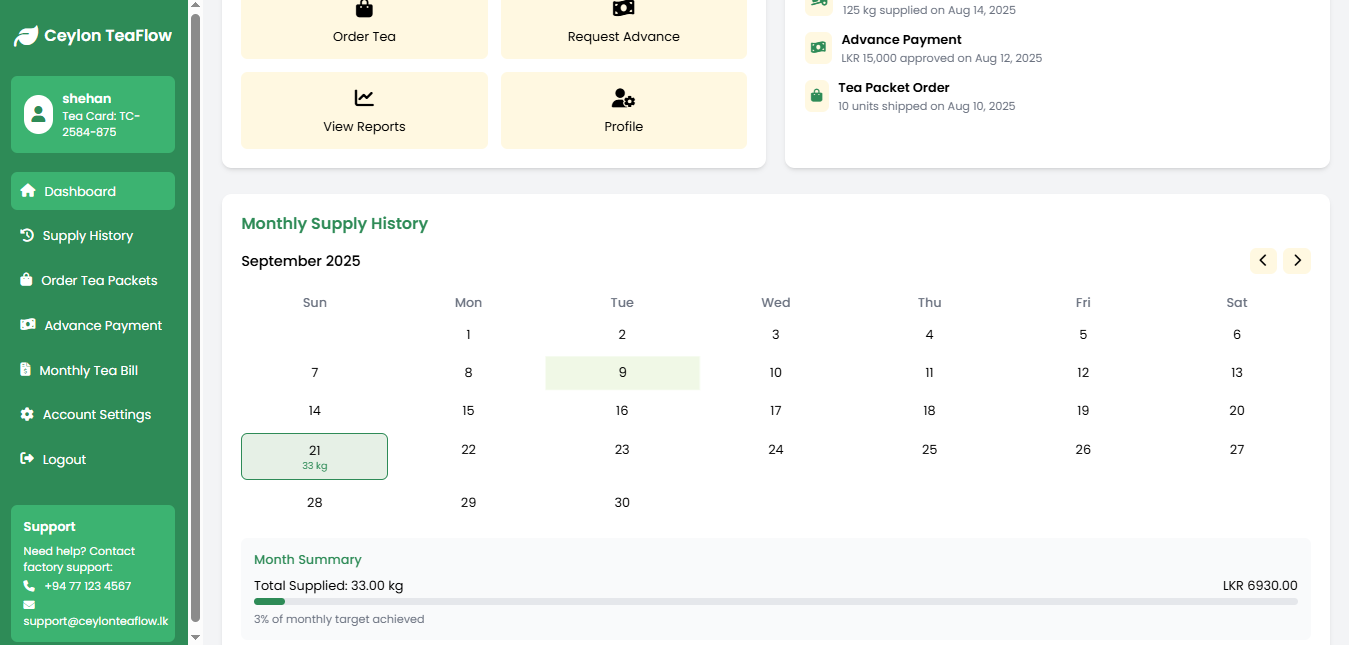 Ceylon TeaFlow
shehan
Tea Card: TC-
2584-875
Dashboard
Supply History
Order Tea Packets
Advance Payment
Monthly Tea Bill
Account Settings
Logout
Support
Need help? Contact
factory support:
+94 77 123 4567
support@ceylonteaflow.lk
Order Tea
Request Advance
View Reports
Profile
125 kg supplied on Aug 14, 2025
Advance Payment
LKR 15,000 approved on Aug 12, 2025
Tea Packet Order
10 units shipped on Aug 10, 2025
Monthly Supply History
September 2025
Sun Mon Tue Wed Thu Fri Sat
1 2 3 4 5 6
7 8 9 10 11 12 13
14 15 16 17 18 19 20
21 22 23 24 25 26 27
33 kg
28 29 30
Month Summary
Total Supplied: 33.00 kg LKR 6930.00
3% of monthly target achieved